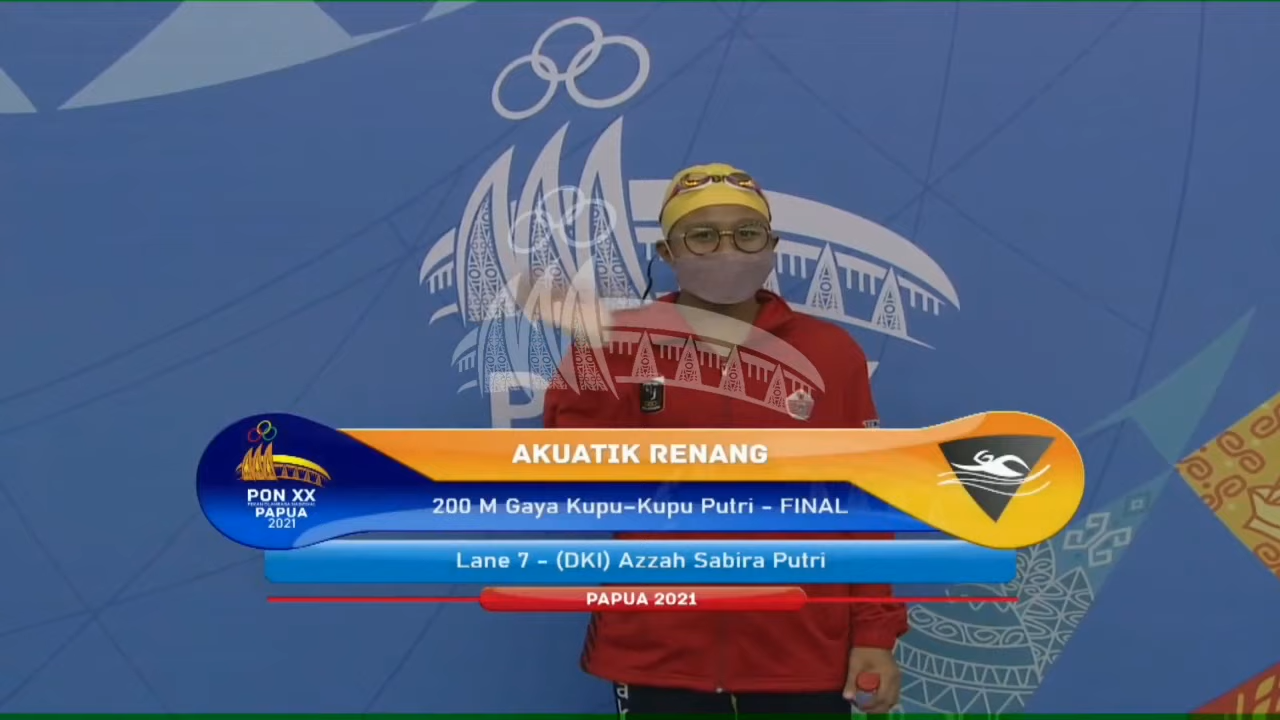 AKUATIK RENANG
PON XX
PAPUA
2021
200 M Gaya Kupu-Kupu Putri - FINAL
Lane 7 - (DKI) Azzah Sabira Putri
PAPUA 2021